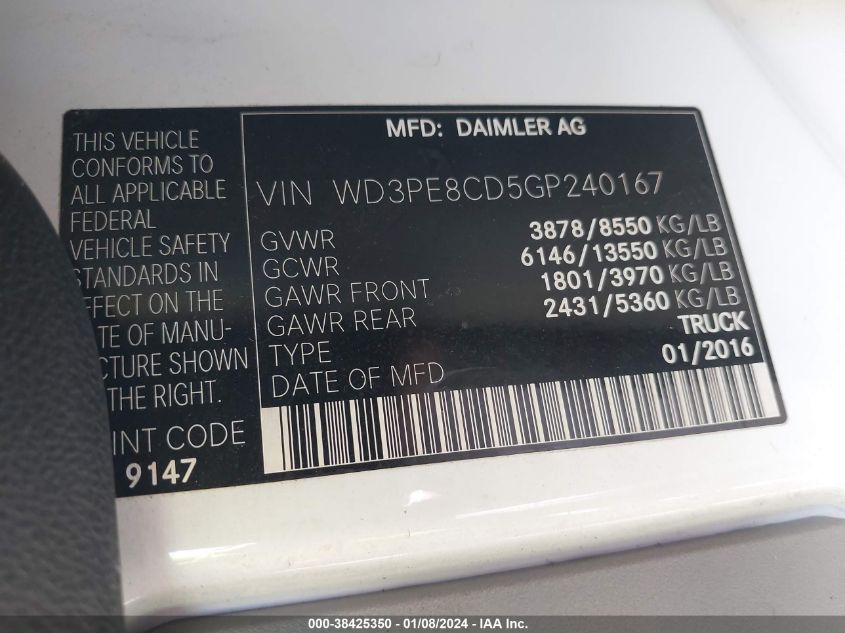 MFD: DAIMLER AG
THIS VEHICLE
CONFORMS TO
ALL APPLICABLE
FEDERAL
VEHICLE SAFETY
STANDARDS IN
EFFECT ON THE
TE OF MANU-
CTURE SHOWN
THE RIGHT.
INT CODE
9147
VIN WD3PE8CD5GP240167
GVWR 3878/8550 KG/LB
GCWR 6146/13550 KG/LB
GAWR FRONT 1801/3970 KG/LB
GAWR REAR 2431/5360 KG/LB
TYPE TRUCK
DATE OF MFD 01/2016
000-38425350 - 01/08/2024 - IAA Inc.